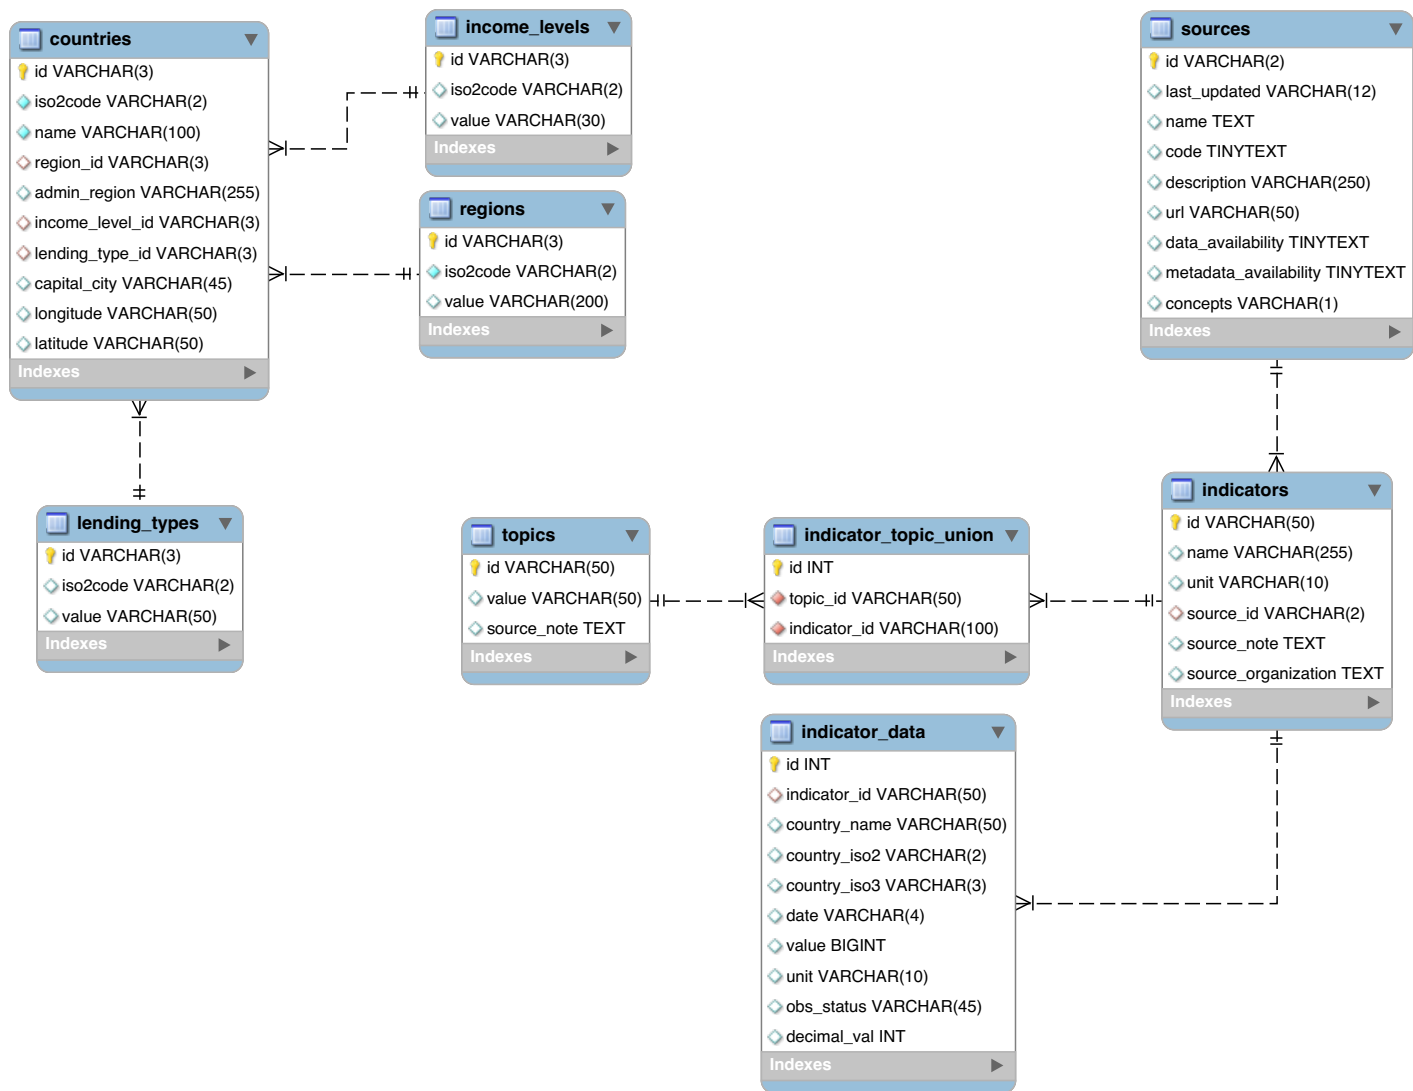 countries
id VARCHAR(3)
iso2code VARCHAR(2)
name VARCHAR(100)
region_id VARCHAR(3)
admin_region VARCHAR(255)
income_level_id VARCHAR(3)
lending_type_id VARCHAR(3)
capital_city VARCHAR(45)
longitude VARCHAR(50)
latitude VARCHAR(50)
Indexes
income_levels
id VARCHAR(3)
iso2code VARCHAR(2)
value VARCHAR(30)
Indexes
regions
id VARCHAR(3)
iso2code VARCHAR(2)
value VARCHAR(200)
Indexes
sources
id VARCHAR(2)
last_updated VARCHAR(12)
name TEXT
code TINYTEXT
description VARCHAR(250)
url VARCHAR(50)
data_availability TINYTEXT
metadata_availability TINYTEXT
concepts VARCHAR(1)
Indexes
lending_types
id VARCHAR(3)
iso2code VARCHAR(2)
value VARCHAR(50)
Indexes
topics
id VARCHAR(50)
value VARCHAR(50)
source_note TEXT
Indexes
indicator_topic_union
id INT
topic_id VARCHAR(50)
indicator_id VARCHAR(100)
Indexes
indicators
id VARCHAR(50)
name VARCHAR(255)
unit VARCHAR(10)
source_id VARCHAR(2)
source_note TEXT
source_organization TEXT
Indexes
indicator_data
id INT
indicator_id VARCHAR(50)
country_name VARCHAR(50)
country_iso2 VARCHAR(2)
country_iso3 VARCHAR(3)
date VARCHAR(4)
value BIGINT
unit VARCHAR(10)
obs_status VARCHAR(45)
decimal_val INT
Indexes